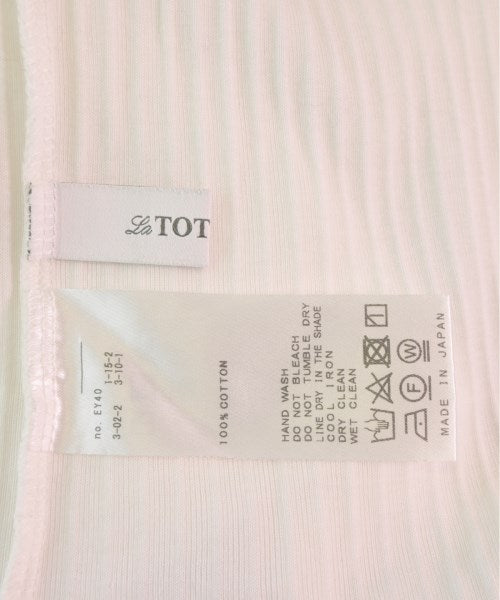 La TOT
no. EY40
1-15-2
3-02-2
3-10-1
100% COTTON
HAND WASH
DO NOT BLEACH
DO NOT TUMBLE DRY
LINE DRY IN THE SHADE
COOL IRON
DRY CLEAN
WET CLEAN
F
W
MADE IN JAPAN